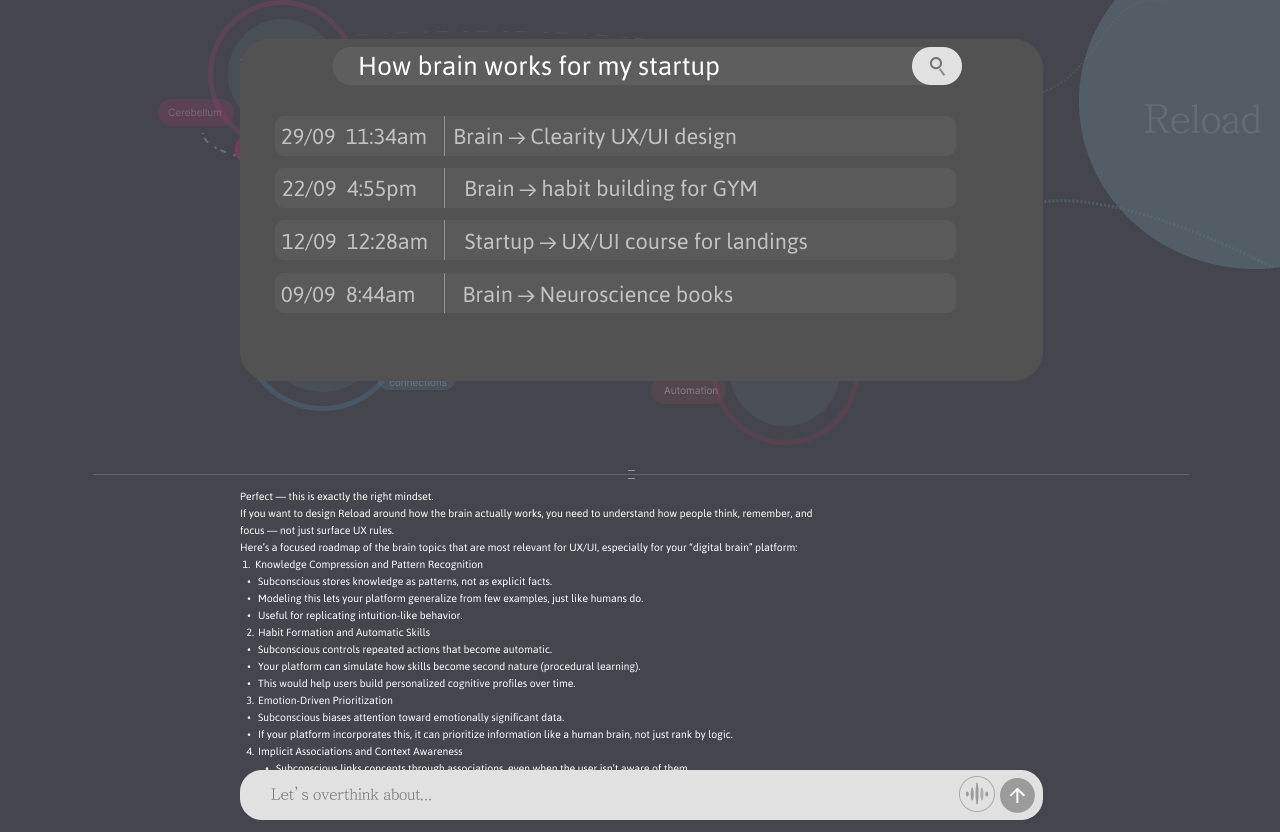 How brain works for my startup
Cerebellum
Reload
29/09 11:34am Brain → Clearity UX/UI design
22/09 4:55pm Brain → habit building for GYM
12/09 12:28am Startup → UX/UI course for landings
09/09 8:44am Brain → Neuroscience books
connections
Automation
Perfect — this is exactly the right mindset.
If you want to design Reload around how the brain actually works, you need to understand how people think, remember, and
focus — not just surface UX rules.
Here's a focused roadmap of the brain topics that are most relevant for UX/UI, especially for your “digital brain” platform:
1. Knowledge Compression and Pattern Recognition
• Subconscious stores knowledge as patterns, not as explicit facts.
• Modeling this lets your platform generalize from few examples, just like humans do.
• Useful for replicating intuition-like behavior.
2. Habit Formation and Automatic Skills
• Subconscious controls repeated actions that become automatic.
• Your platform can simulate how skills become second nature (procedural learning).
• This would help users build personalized cognitive profiles over time.
3. Emotion-Driven Prioritization
• Subconscious biases attention toward emotionally significant data.
• If your platform incorporates this, it can prioritize information like a human brain, not just rank by logic.
4. Implicit Associations and Context Awareness
• Subconscious links concepts through associations, even when the user isn't aware of them.
Let's overthink about...